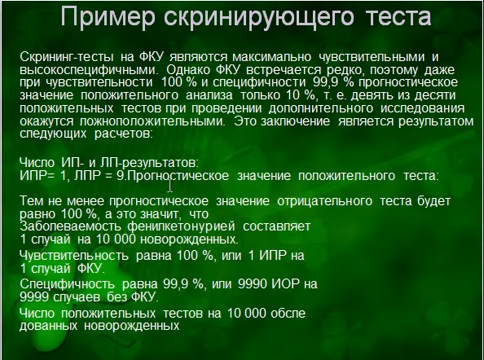 Пример скринирующего теста
Скрининг-тесты на ФКУ являются максимально чувствительными и
высокоспецифичными. Однако ФКУ встречается редко, поэтому даже
при чувствительности 100 % и специфичности 99,9 % прогностическое
значение положительного анализа только 10 %, т. е. девять из десяти
положительных тестов при проведении дополнительного исследования
окажутся ложноположительными. Это заключение является результатом
следующих расчетов:
Число ИП- и ЛП-результатов:
ИПР= 1, ЛПР = 9.Прогностическое значение положительного теста:
Тем не менее прогностическое значение отрицательного теста будет
равно 100 %, а это значит, что
Заболеваемость фенилкетонурией составляет
1 случай на 10 000 новорожденных.
Чувствительность равна 100 %, или 1 ИПР на
1 случай ФКУ.
Специфичность равна 99,9 %, или 9990 ИОР на
9999 случаев без ФКУ.
Число положительных тестов на 10 000 обсле
дованных новорожденных